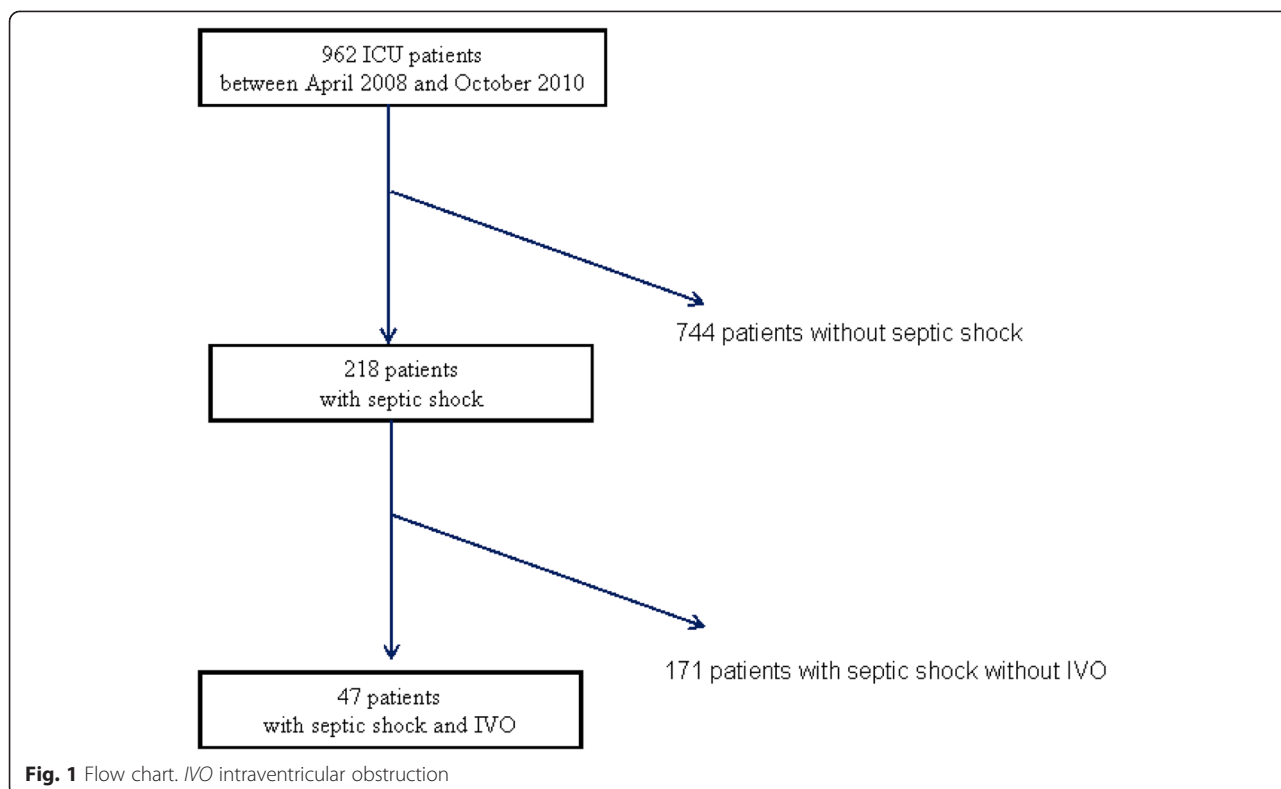 962 ICU patients
between April 2008 and October 2010
744 patients without septic shock
218 patients
with septic shock
171 patients with septic shock without IVO
47 patients
with septic shock and IVO
Fig. 1 Flow chart. IVO intraventricular obstruction